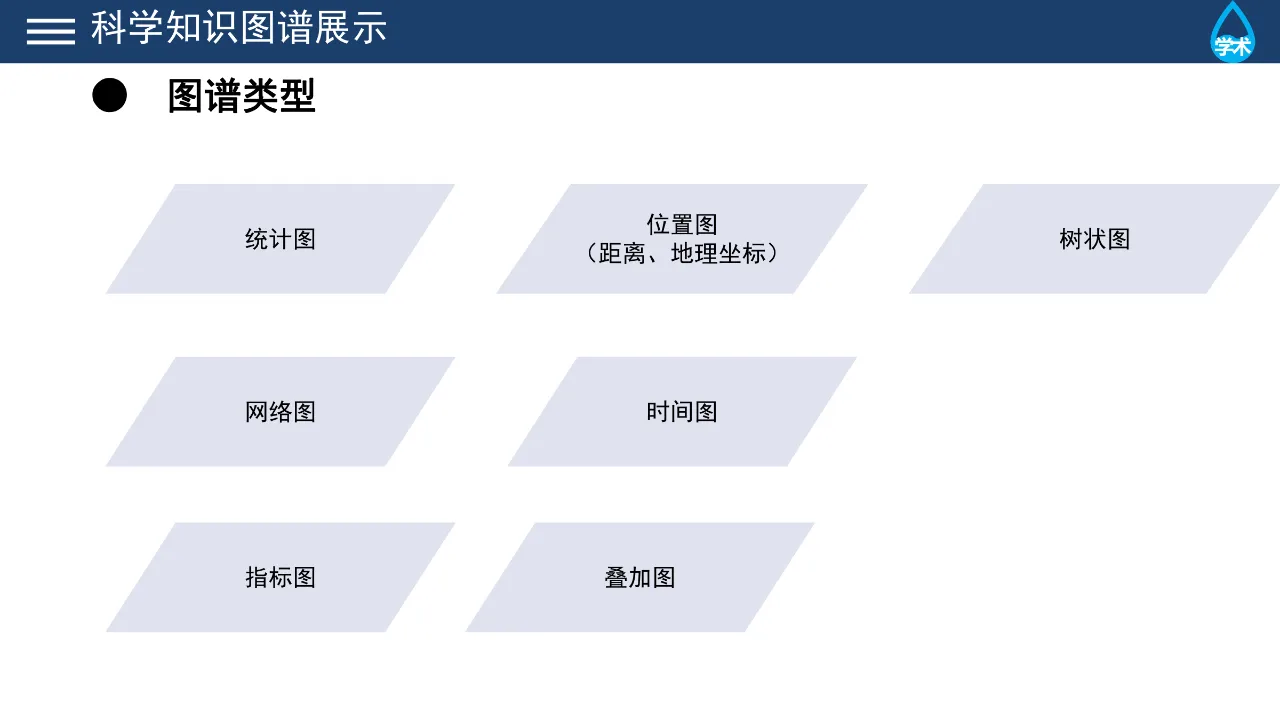 科学知识图谱展示
学术
图谱类型
统计图
位置图
（距离、地理坐标）
树状图
网络图
时间图
指标图
叠加图